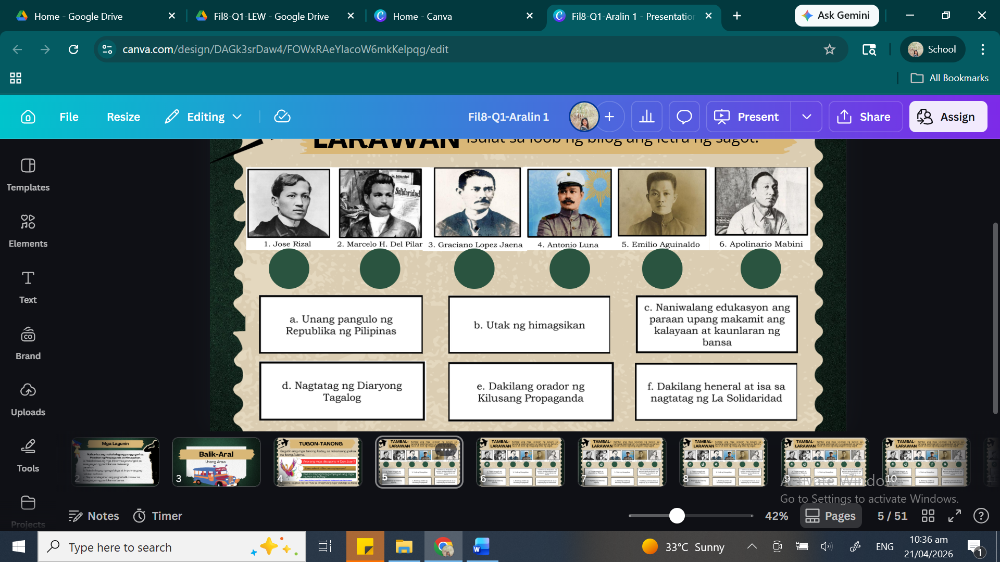 Home - Google Drive
Fil8-Q1-LEW - Google Drive
Home - Canva
Fil8-Q1-Aralin 1 - Presentation
Ask Gemini
canva.com/design/DAGk3srDaw4/FOWxRAeYIacoW6mkKelpqg/edit
School
All Bookmarks
File
Resize
Editing
Fil8-Q1-Aralin 1
Present
Share
Assign
LARAWAN
Isulat sa loob ng bilog ang letra ng sagot.
Templates
Elements
Text
Brand
Uploads
Tools
Projects
La Solidaridad
Solidaridad
1. Jose Rizal
2. Marcelo H. Del Pilar
3. Graciano Lopez Jaena
4. Antonio Luna
5. Emilio Aguinaldo
6. Apolinario Mabini
a. Unang pangulo ng
Republika ng Pilipinas
b. Utak ng himagsikan
c. Naniwalang edukasyon ang
paraan upang makamit ang
kalayaan at kaunlaran ng
bansa
d. Nagtatag ng Diaryong
Tagalog
e. Dakilang orador ng
Kilusang Propaganda
f. Dakilang heneral at isa sa
nagtatag ng La Solidaridad
Mga Layunin
2
Balik-Aral
Unang Araw
3
TUGON-TANONG
4
TAMBAL-
LARAWAN
5
TAMBAL-
LARAWAN
6
TAMBAL-
LARAWAN
7
TAMBAL-
LARAWAN
8
TAMBAL-
LARAWAN
9
TAMBAL-
LARAWAN
10
Activate Windows
Go to Settings to activate Windows.
Notes
Timer
42%
Pages
5 / 51
Type here to search
33°C Sunny
ENG
10:36 am
21/04/2026
1